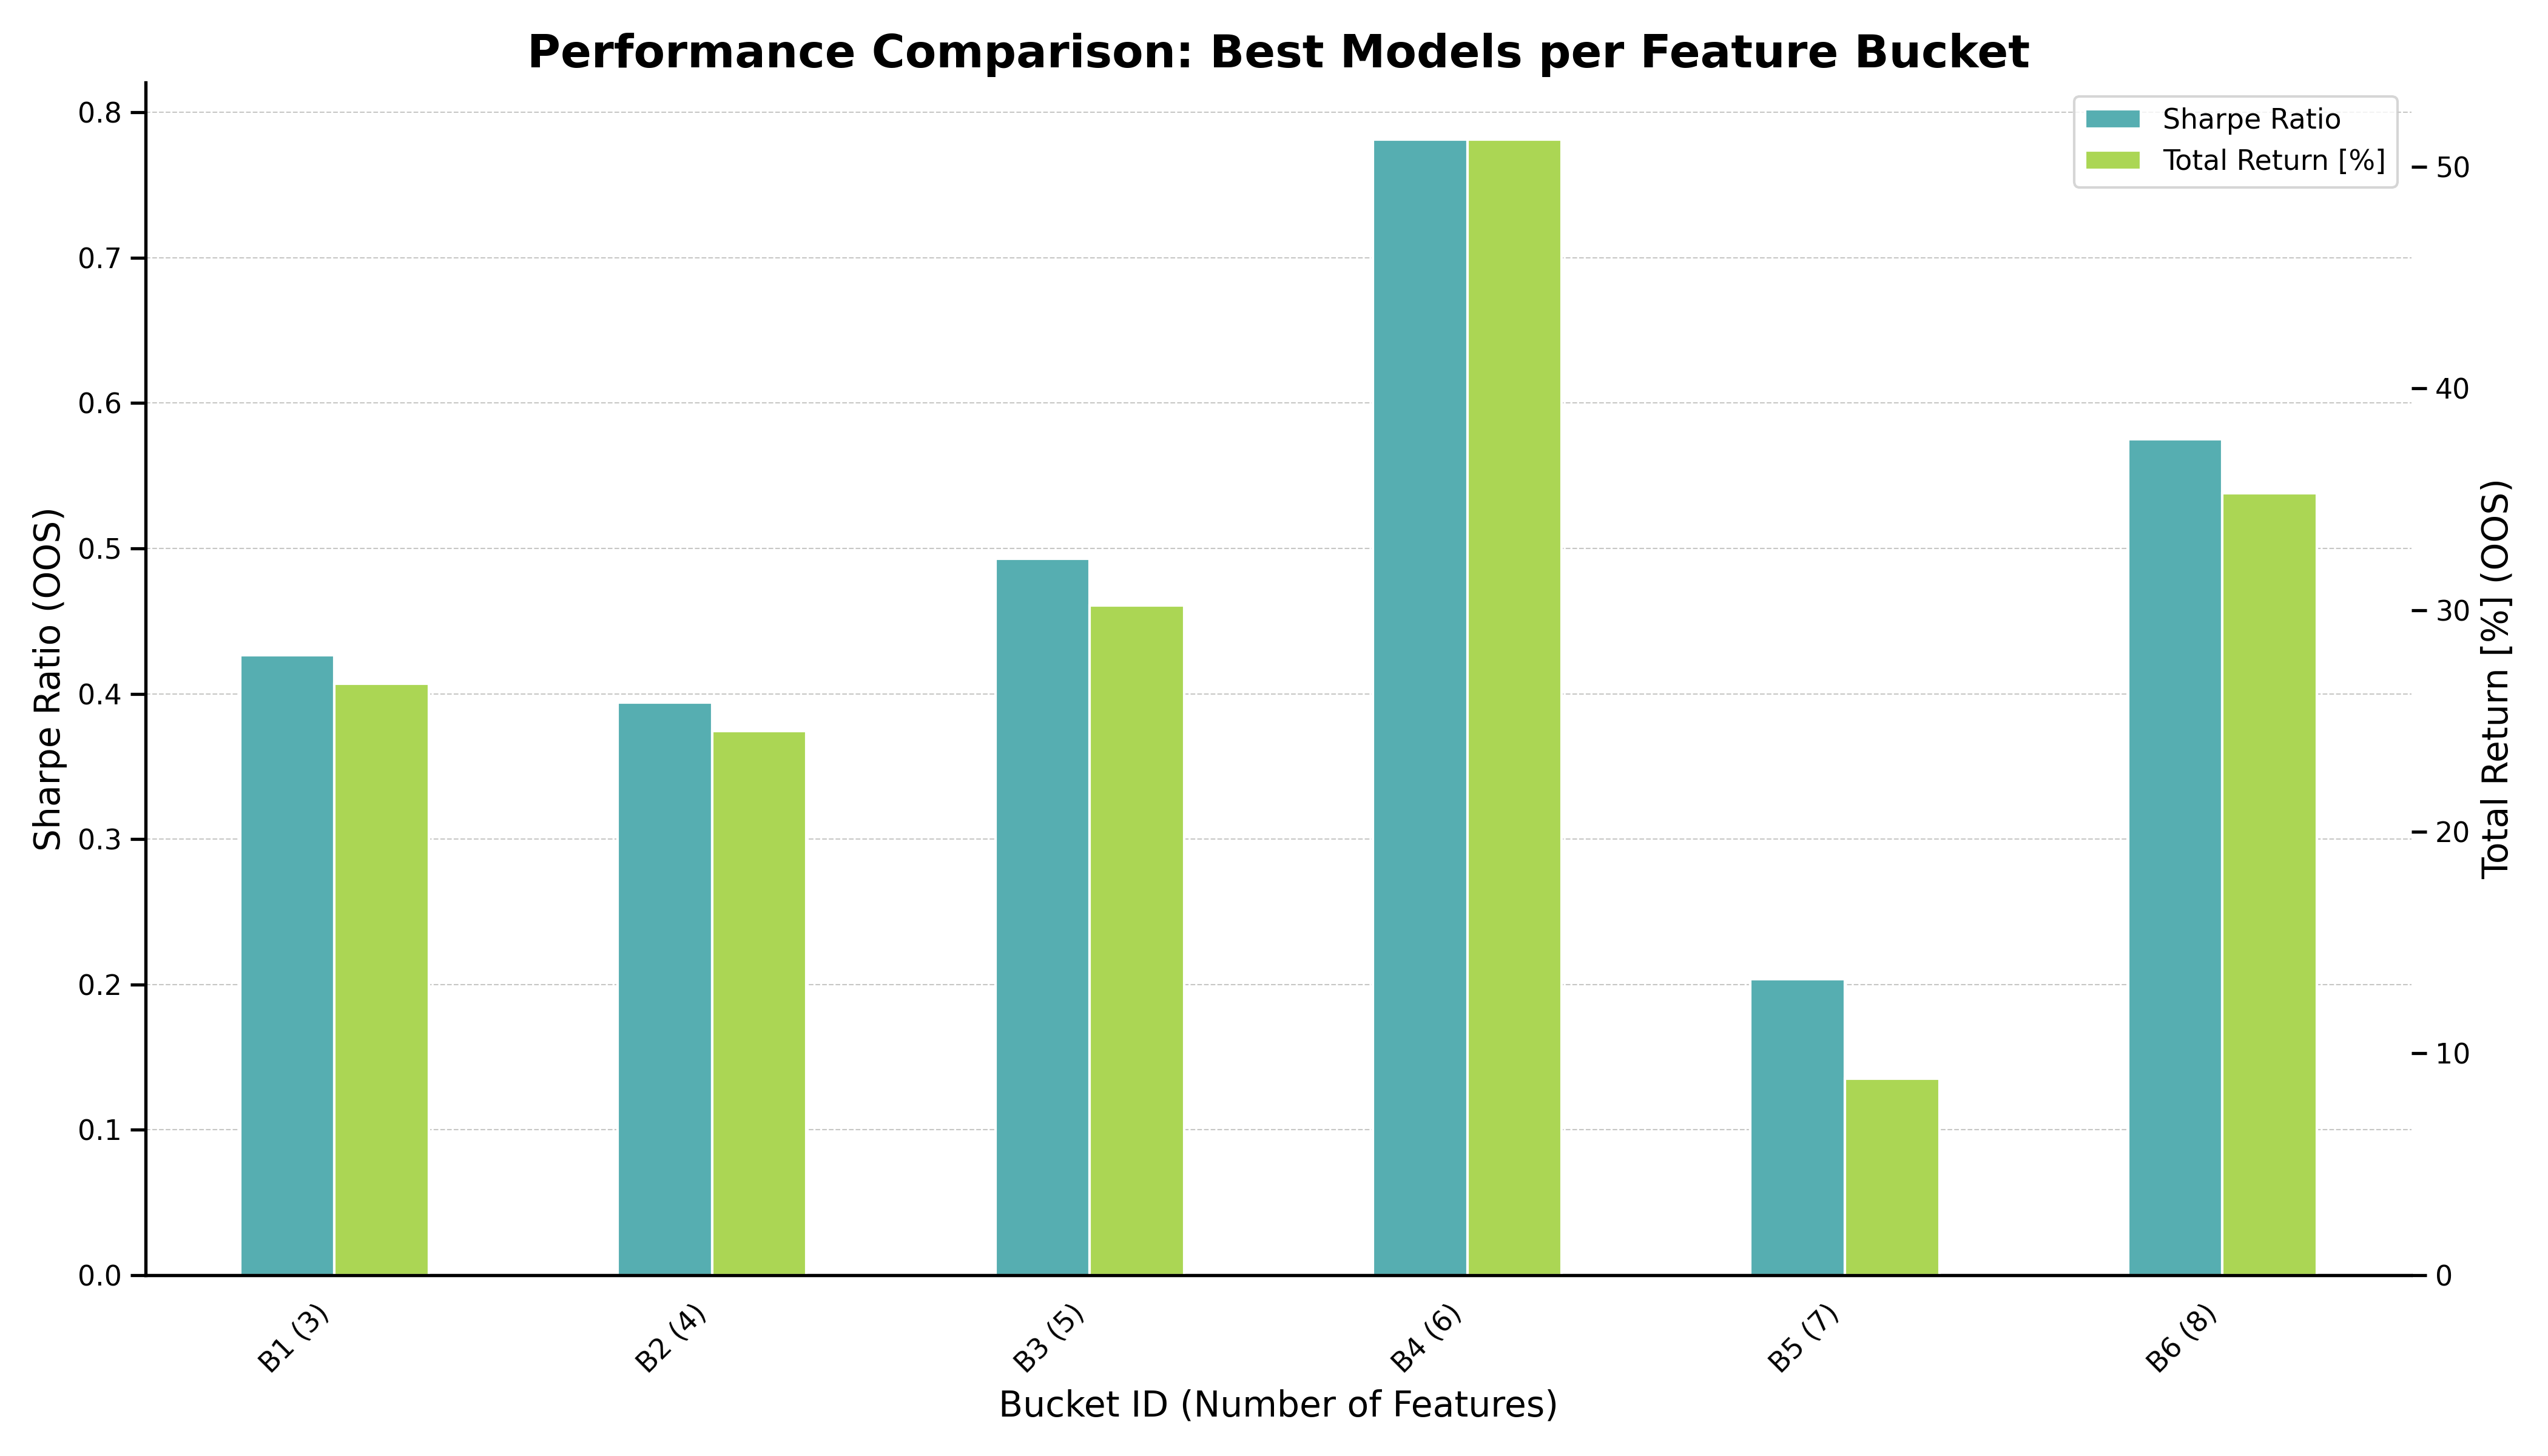 Performance Comparison: Best Models per Feature Bucket
Sharpe Ratio
Total Return [%]
Sharpe Ratio (OOS)
0.8
0.7
0.6
0.5
0.4
0.3
0.2
0.1
0.0
50
40
30
20
10
0
Total Return [%] (OOS)
B1 (3)
B2 (4)
B3 (5)
B4 (6)
B5 (7)
B6 (8)
Bucket ID (Number of Features)